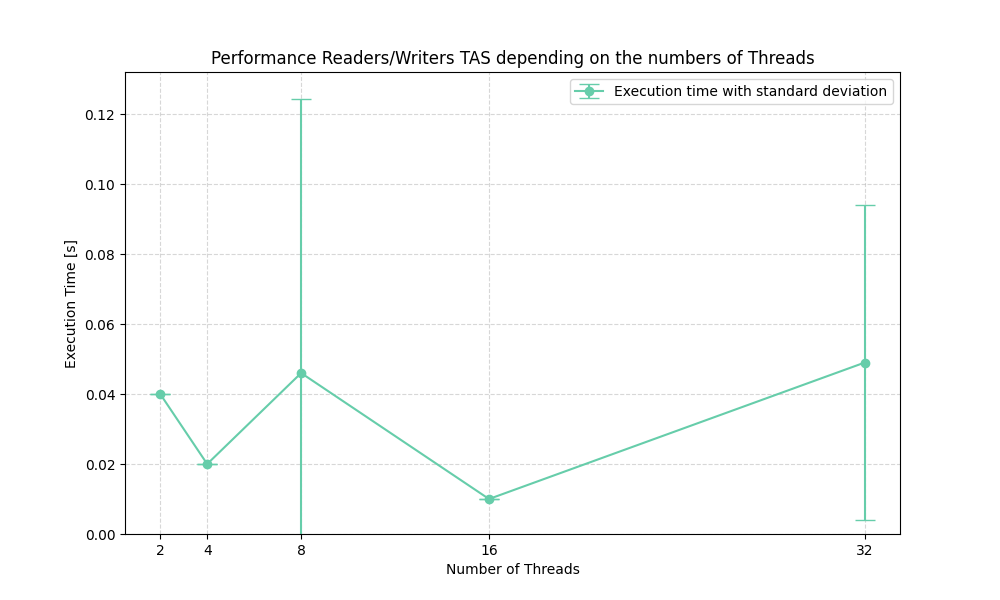 Performance Readers/Writers TAS depending on the numbers of Threads
Execution time with standard deviation
Execution Time [s]
0.12
0.10
0.08
0.06
0.04
0.02
0.00
2 4 8 16 32
Number of Threads